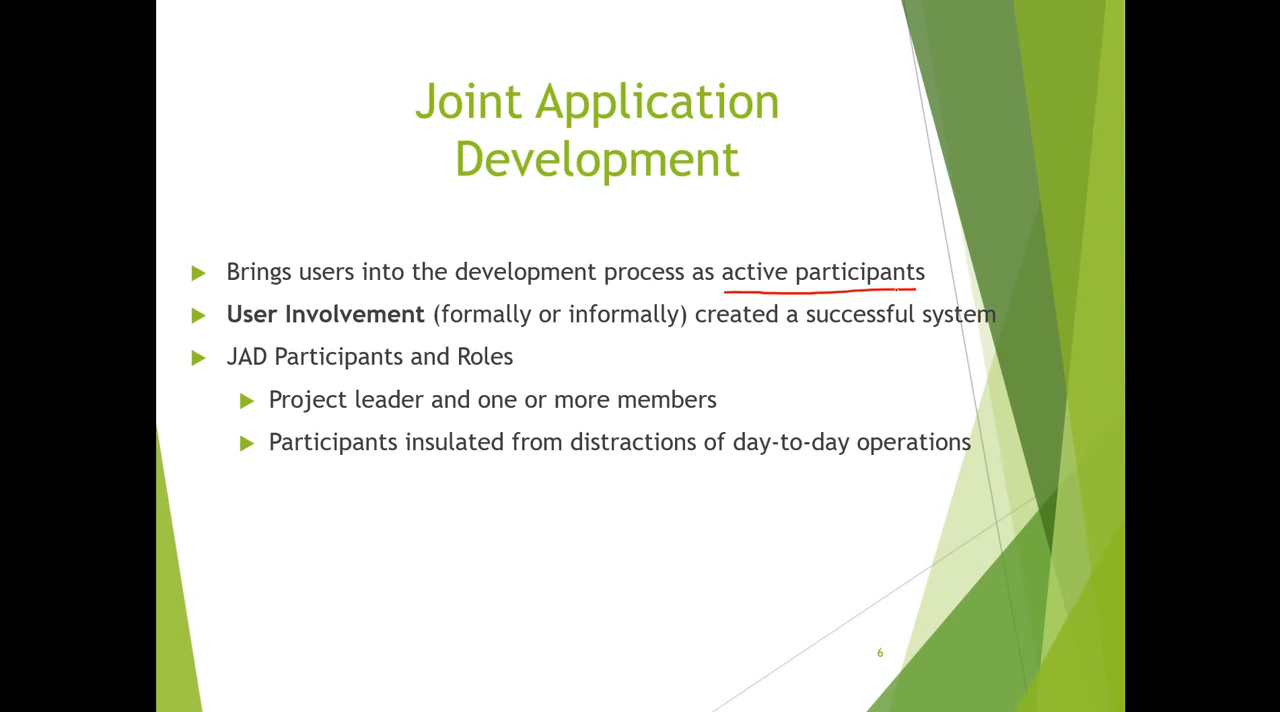 Joint Application
Development
Brings users into the development process as active participants
User Involvement (formally or informally) created a successful system
JAD Participants and Roles
Project leader and one or more members
Participants insulated from distractions of day-to-day operations
6